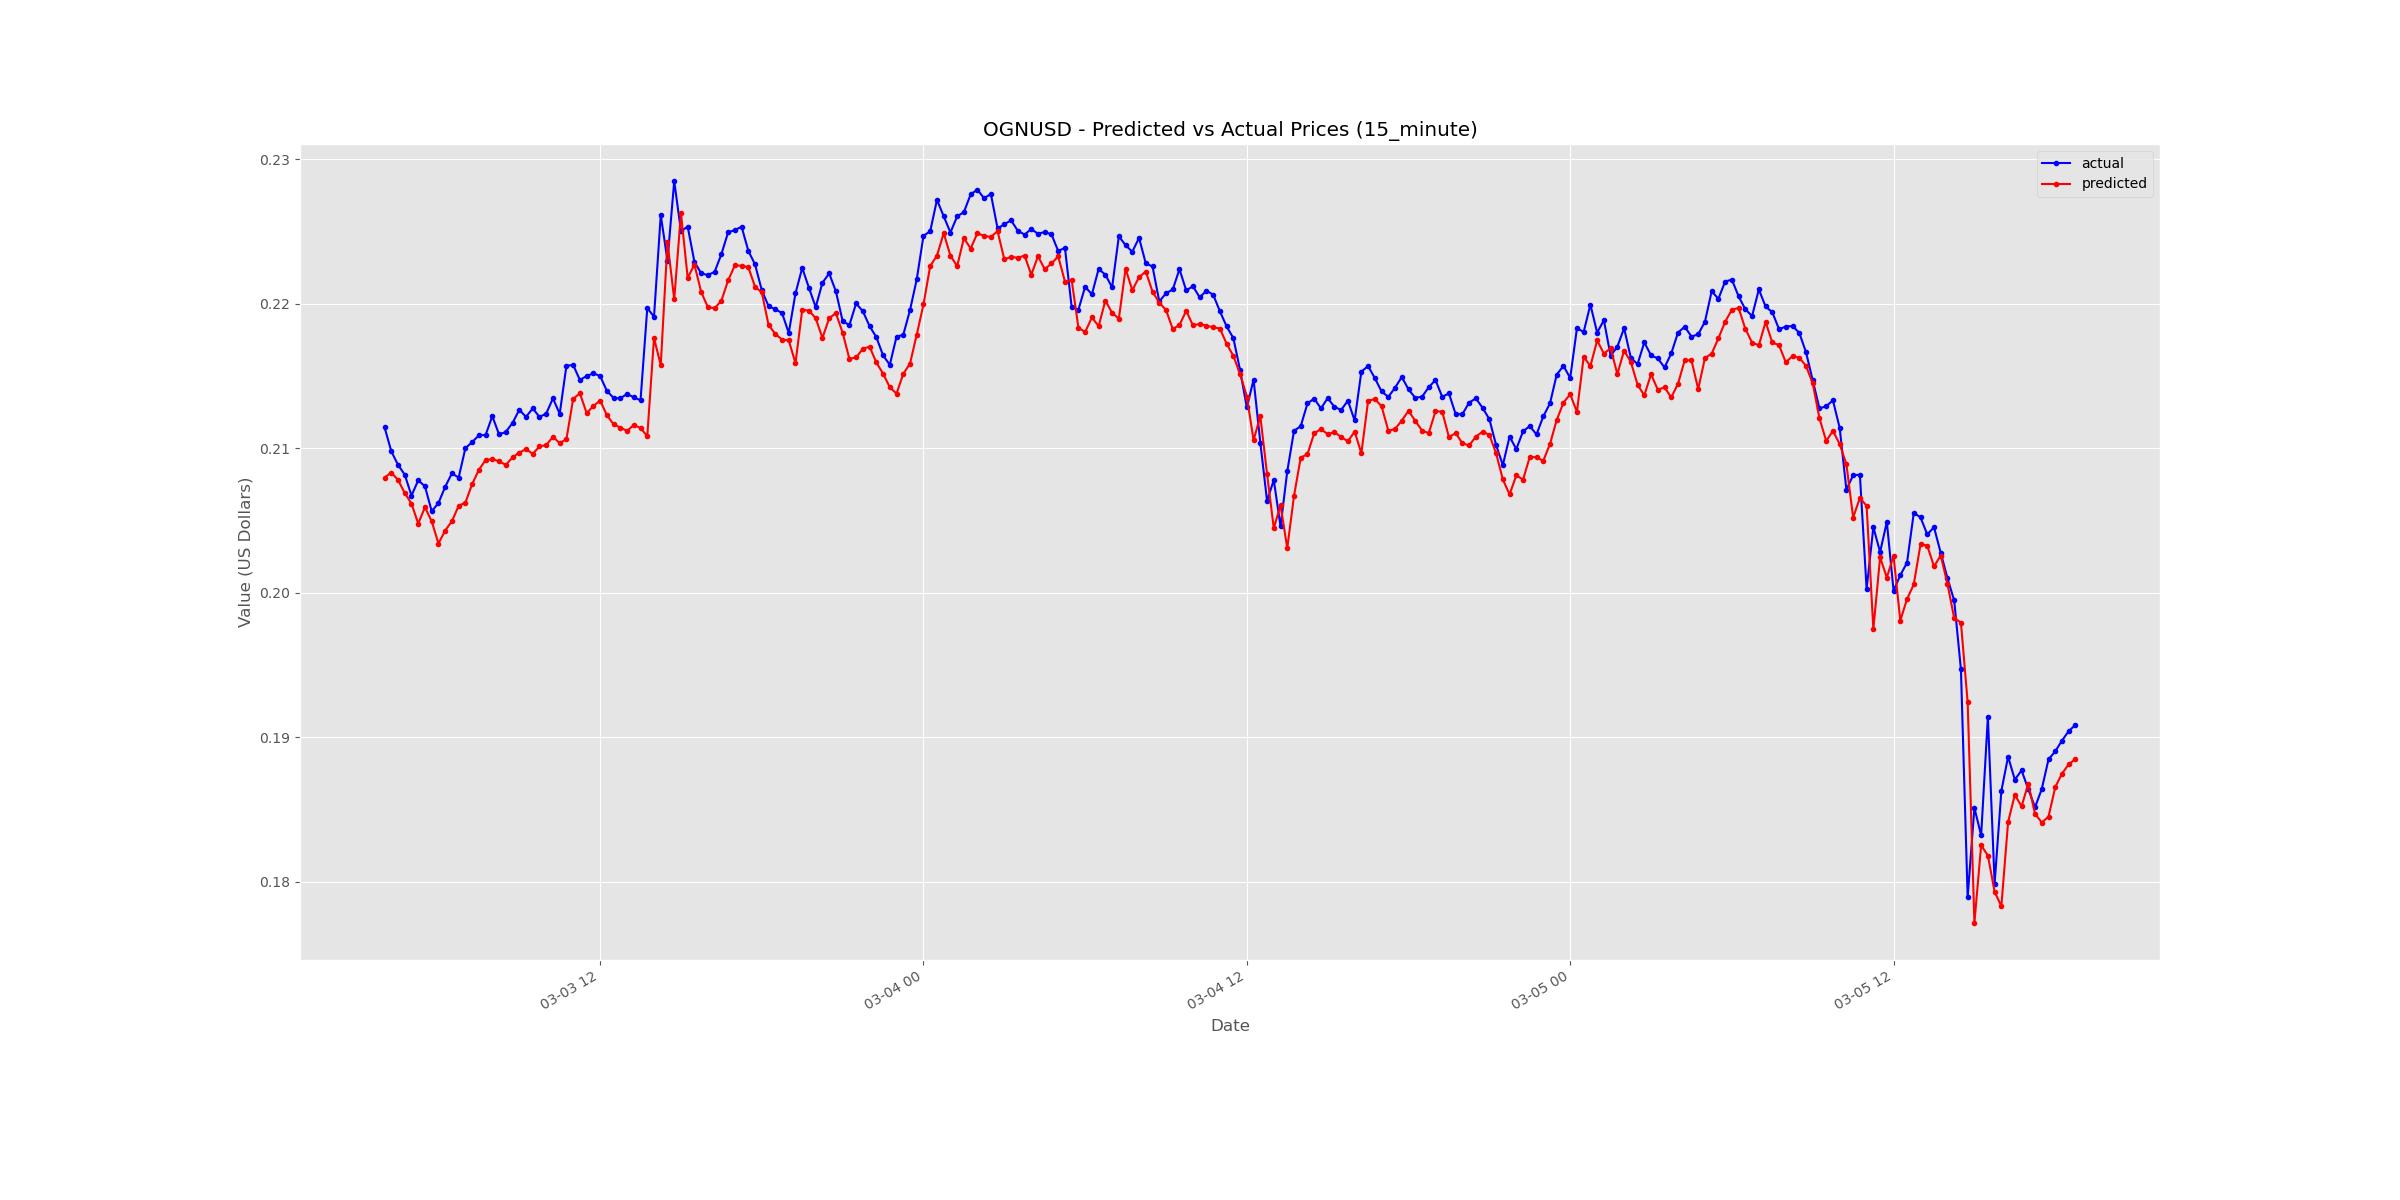 OGNUSD - Predicted vs Actual Prices (15_minute)
actual
predicted
0.23
0.22
0.21
0.20
0.19
0.18
Value (US Dollars)
03-03 12
03-04 00
03-04 12
03-05 00
03-05 12
Date